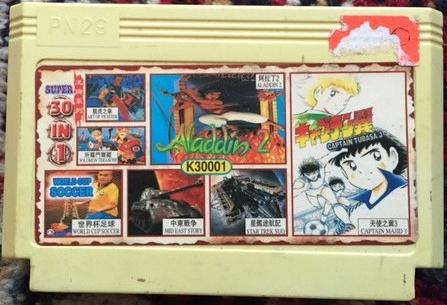 PN 29
SUPER
30
IN
1
龍虎之拳
ART OF FIGHTER
所羅門寶藏
SOLOMON TREASURE
WORLD CUP
SOCCER
世界杯足球
WORLD CUP SOCCER
阿拉丁2
ALADDIN 2
Aladdin 2
K30001
中東戰爭
MID EAST STORY
星艦迷航記
STAR TREK
キャプテン翼
CAPTAIN TUBASA 3
天使之翼3
CAPTAIN MAJID 3